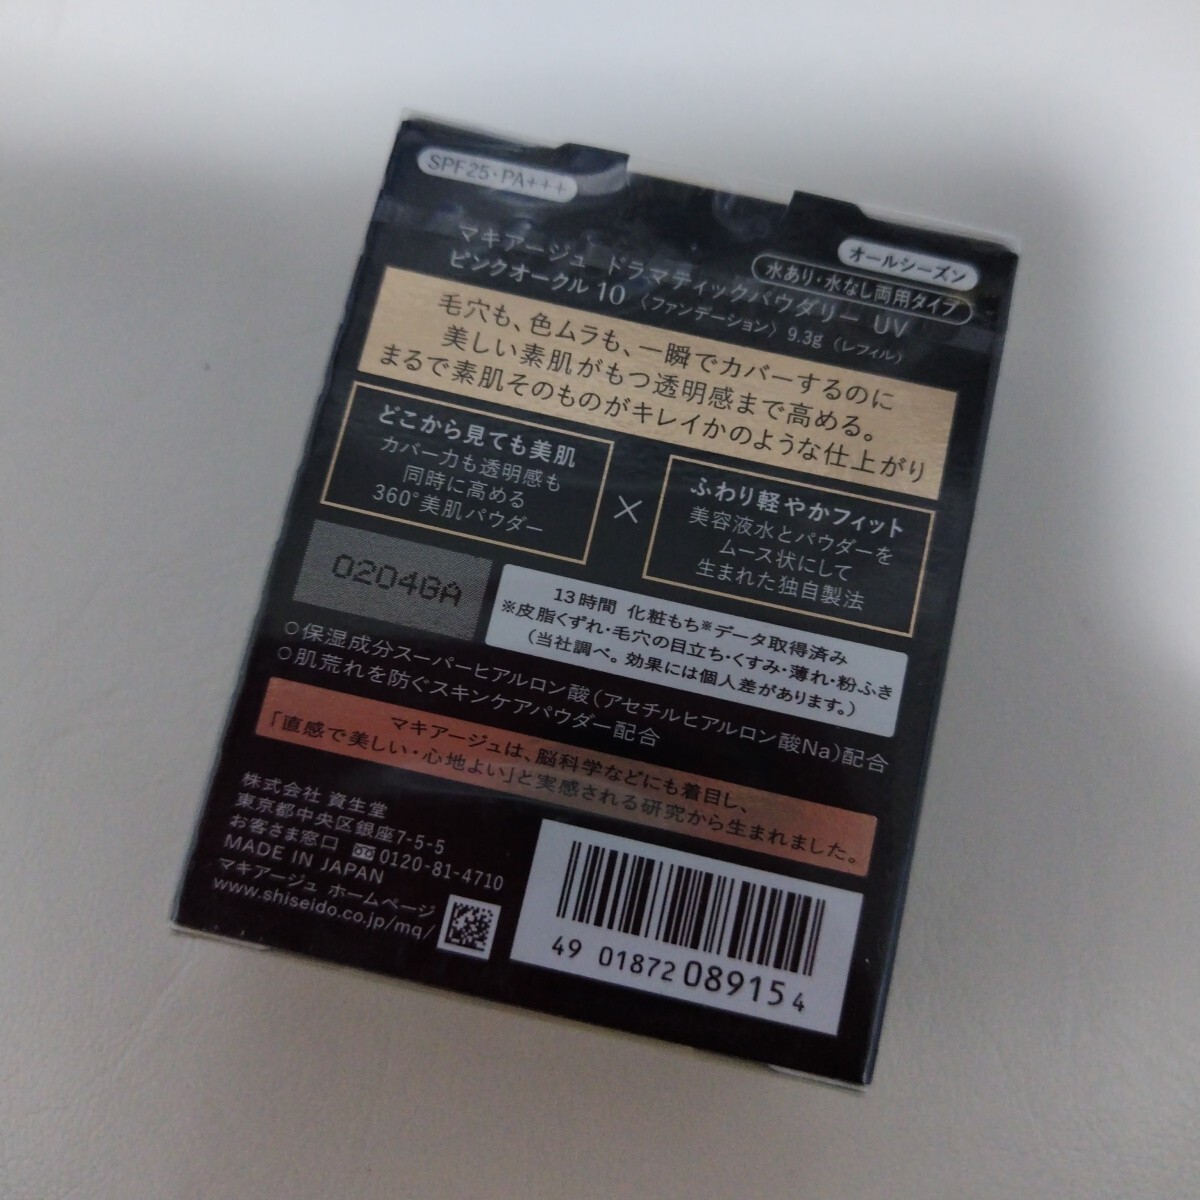 SPF25・PA+++
オールシーズン
水あり・水なし両用タイプ
マキアージュ ドラマティックパウダリー UV
ピンクオークル 10 〈ファンデーション〉 9.3g (レフィル)
毛穴も、色ムラも、一瞬でカバーするのに
美しい素肌がもつ透明感まで高める。
まるで素肌そのものがキレイかのような仕上がり
どこから見ても美肌
カバー力も透明感も
同時に高める
360°美肌パウダー
×
ふわり軽やかフィット
美容液水とパウダーを
ムース状にして
生まれた独自製法
0204GA
13時間 化粧もち※データ取得済み
※皮脂くずれ・毛穴の目立ち・くすみ・薄れ・粉ふき
(当社調べ。効果には個人差があります。)
○保湿成分スーパーヒアルロン酸(アセチルヒアルロン酸Na)配合
○肌荒れを防ぐスキンケアパウダー配合
マキアージュは、脳科学などにも着目し、
「直感で美しい・心地よい」と実感される研究から生まれました。
株式会社 資生堂
東京都中央区銀座7-5-5
お客さま窓口 0120-81-4710
MADE IN JAPAN
マキアージュ ホームページ
www.shiseido.co.jp/mq/
49 01872 089154